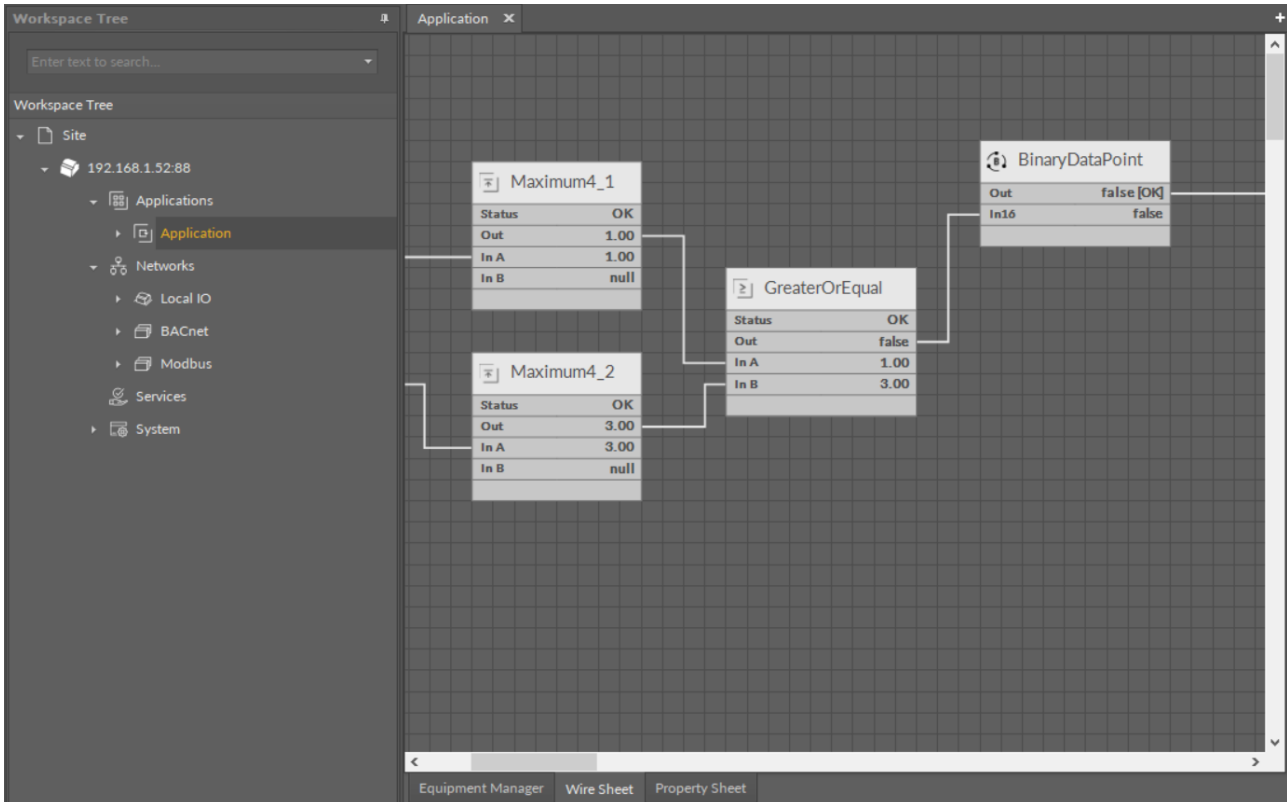 Workspace Tree
Enter text to search...
Workspace Tree
Site
192.168.1.52:88
Applications
Application
Networks
Local IO
BACnet
Modbus
Services
System
Application
Maximum4_1
Status OK
Out 1.00
In A 1.00
In B null
Maximum4_2
Status OK
Out 3.00
In A 3.00
In B null
GreaterOrEqual
Status OK
Out false
In A 1.00
In B 3.00
BinaryDataPoint
Out false [OK]
In16 false
Equipment Manager Wire Sheet Property Sheet